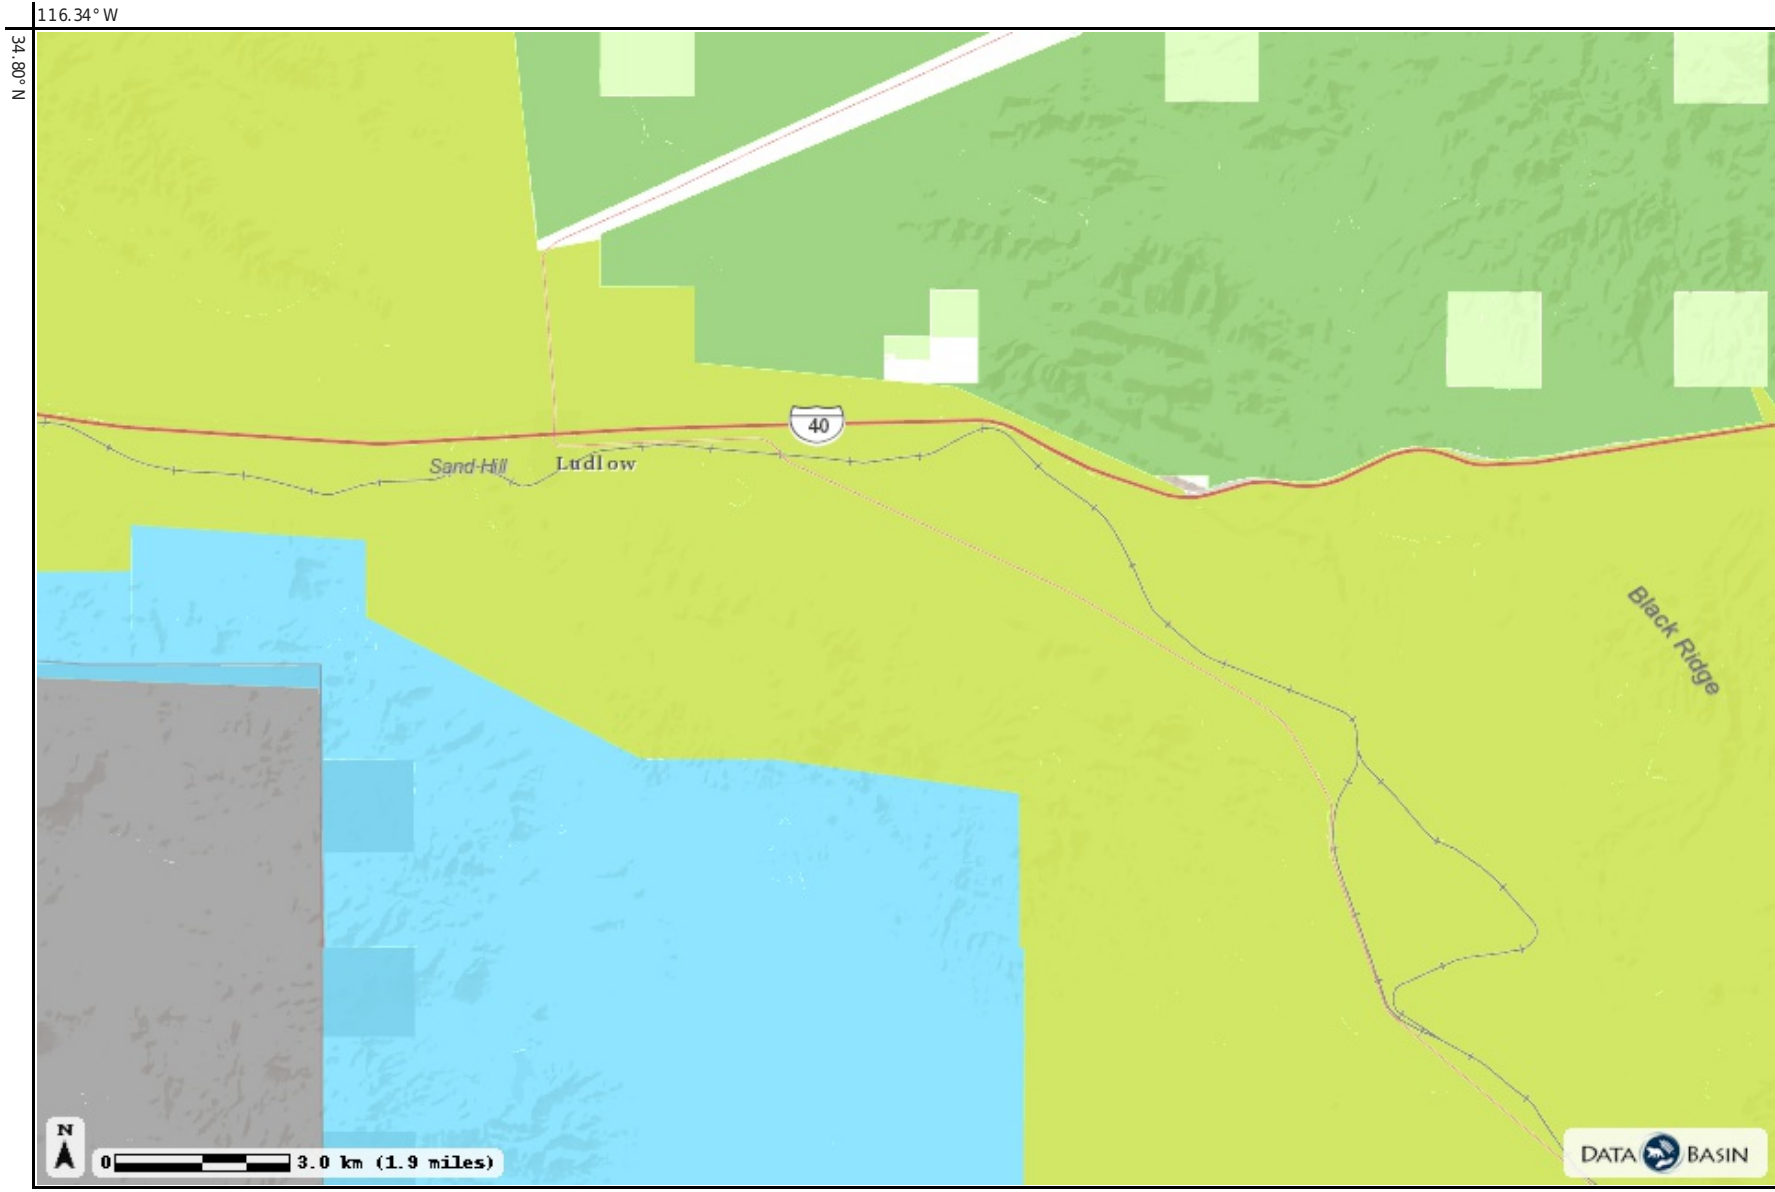 116.34° W
34.80° N
40
Sand-Hill
Ludlow
Black Ridge
N
0 3.0 km (1.9 miles)
DATA BASIN